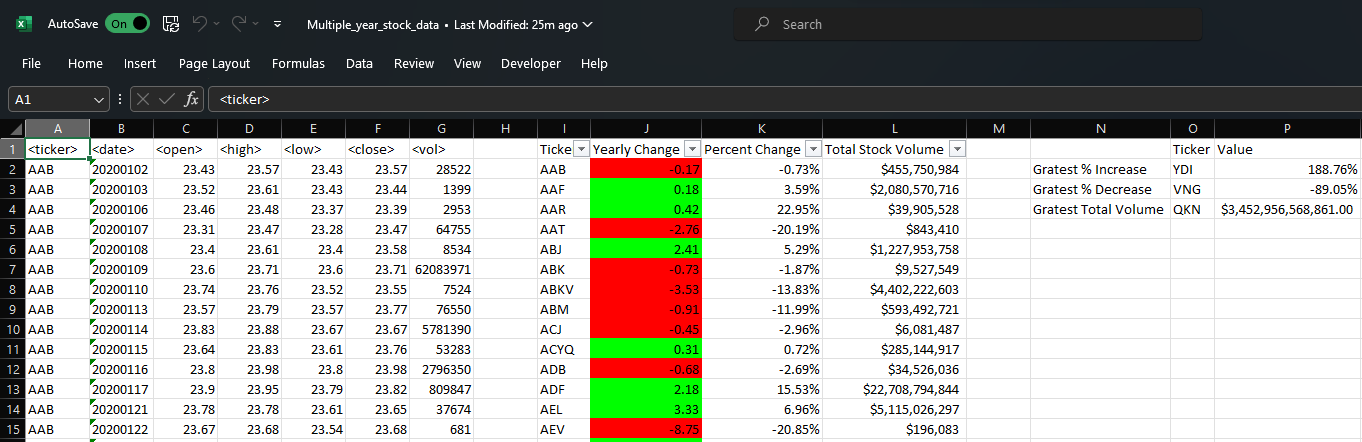 AutoSave On Multiple_year_stock_data • Last Modified: 25m ago Search
File Home Insert Page Layout Formulas Data Review View Developer Help
A1 fx <ticker>
A B C D E F G H I J K L M N O P
1 <ticker> <date> <open> <high> <low> <close> <vol> Ticke Yearly Change Percent Change Total Stock Volume Ticker Value
2 AAB 20200102 23.43 23.57 23.43 23.57 28522 AAB -0.17 -0.73% $455,750,984 Gratest % Increase YDI 188.76%
3 AAB 20200103 23.52 23.61 23.43 23.44 1399 AAF 0.18 3.59% $2,080,570,716 Gratest % Decrease VNG -89.05%
4 AAB 20200106 23.46 23.48 23.37 23.39 2953 AAR 0.42 22.95% $39,905,528 Gratest Total Volume QKN $3,452,956,568,861.00
5 AAB 20200107 23.31 23.47 23.28 23.47 64755 AAT -2.76 -20.19% $843,410
6 AAB 20200108 23.4 23.61 23.4 23.58 8534 ABJ 2.41 5.29% $1,227,953,758
7 AAB 20200109 23.6 23.71 23.6 23.71 62083971 ABK -0.73 -1.87% $9,527,549
8 AAB 20200110 23.74 23.76 23.52 23.55 7524 ABKV -3.53 -13.83% $4,402,222,603
9 AAB 20200113 23.57 23.79 23.57 23.77 76550 ABM -0.91 -11.99% $593,492,721
10 AAB 20200114 23.83 23.88 23.67 23.67 5781390 ACJ -0.45 -2.96% $6,081,487
11 AAB 20200115 23.64 23.83 23.61 23.76 53283 ACYQ 0.31 0.72% $285,144,917
12 AAB 20200116 23.8 23.98 23.8 23.98 2796350 ADB -0.68 -2.69% $34,526,036
13 AAB 20200117 23.9 23.95 23.79 23.82 809847 ADF 2.18 15.53% $22,708,794,844
14 AAB 20200121 23.78 23.78 23.61 23.65 37674 AEL 3.33 6.96% $5,115,026,297
15 AAB 20200122 23.67 23.68 23.54 23.68 681 AEV -8.75 -20.85% $196,083